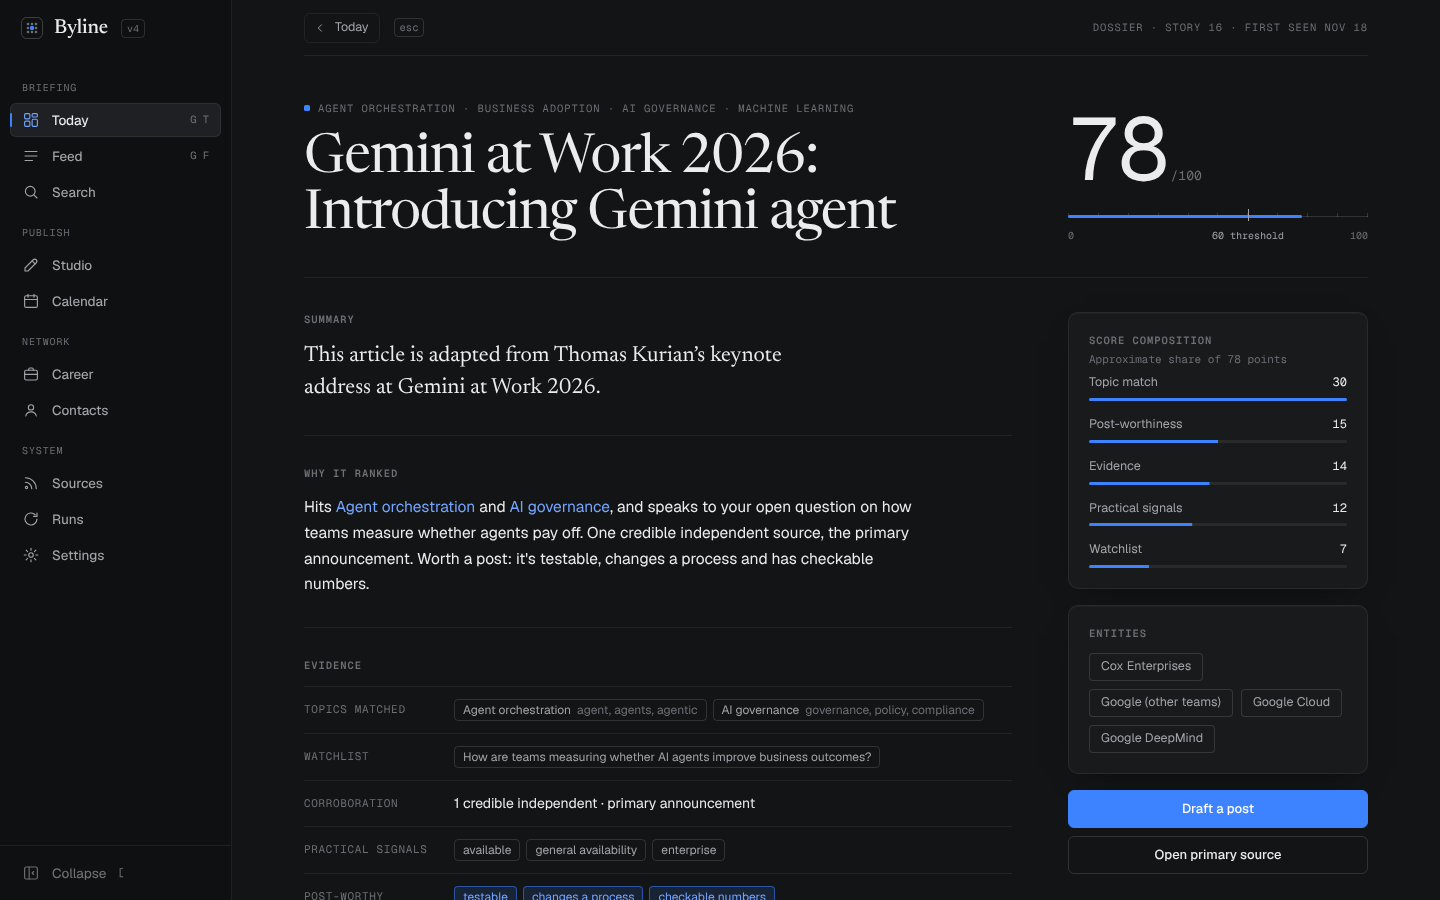 Byline v4
BRIEFING
Today G T
Feed G F
Search
PUBLISH
Studio
Calendar
NETWORK
Career
Contacts
SYSTEM
Sources
Runs
Settings
Collapse [
Today esc
DOSSIER · STORY 16 · FIRST SEEN NOV 18
AGENT ORCHESTRATION · BUSINESS ADOPTION · AI GOVERNANCE · MACHINE LEARNING
Gemini at Work 2026:
Introducing Gemini agent
78 /100
0 60 threshold 100
SUMMARY
This article is adapted from Thomas Kurian’s keynote
address at Gemini at Work 2026.
WHY IT RANKED
Hits Agent orchestration and AI governance, and speaks to your open question on how
teams measure whether agents pay off. One credible independent source, the primary
announcement. Worth a post: it's testable, changes a process and has checkable
numbers.
EVIDENCE
TOPICS MATCHED Agent orchestration agent, agents, agentic AI governance governance, policy, compliance
WATCHLIST How are teams measuring whether AI agents improve business outcomes?
CORROBORATION 1 credible independent · primary announcement
PRACTICAL SIGNALS available general availability enterprise
POST-WORTHY testable changes a process checkable numbers
SCORE COMPOSITION
Approximate share of 78 points
Topic match 30
Post-worthiness 15
Evidence 14
Practical signals 12
Watchlist 7
ENTITIES
Cox Enterprises
Google (other teams) Google Cloud
Google DeepMind
Draft a post
Open primary source